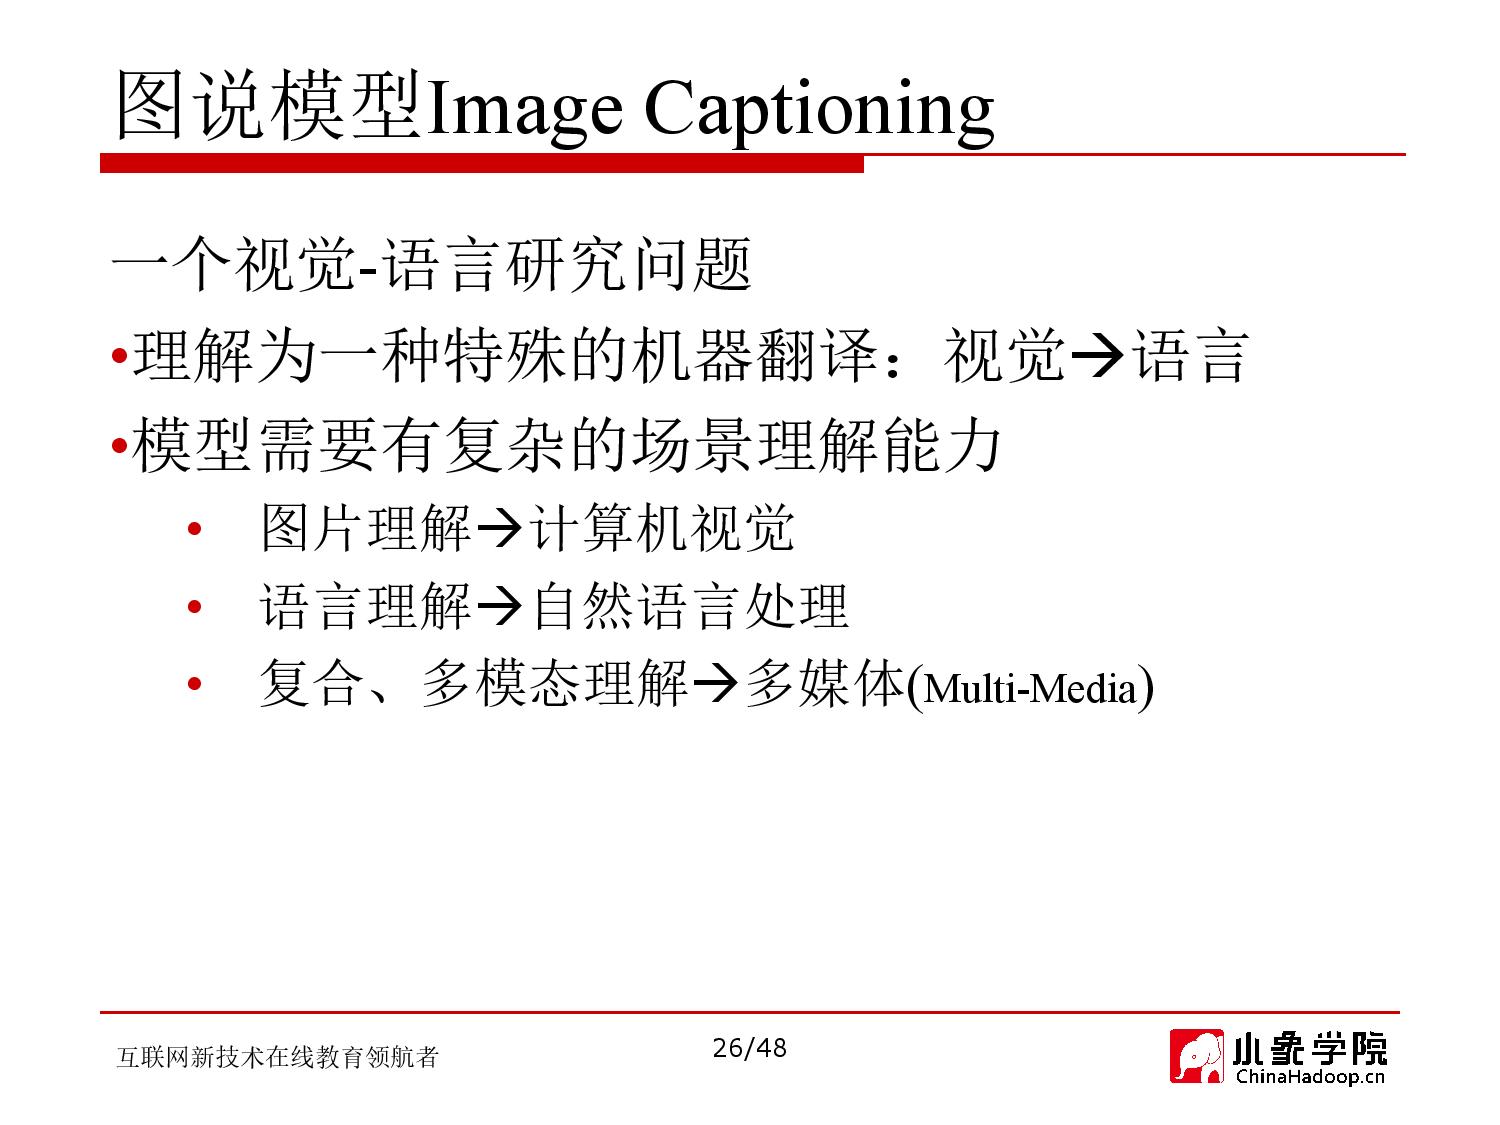 图说模型Image Captioning
一个视觉-语言研究问题
•理解为一种特殊的机器翻译：视觉→语言
•模型需要有复杂的场景理解能力
• 图片理解→计算机视觉
• 语言理解→自然语言处理
• 复合、多模态理解→多媒体(Multi-Media)
互联网新技术在线教育领航者
26/48
小象学院
ChinaHadoop.cn